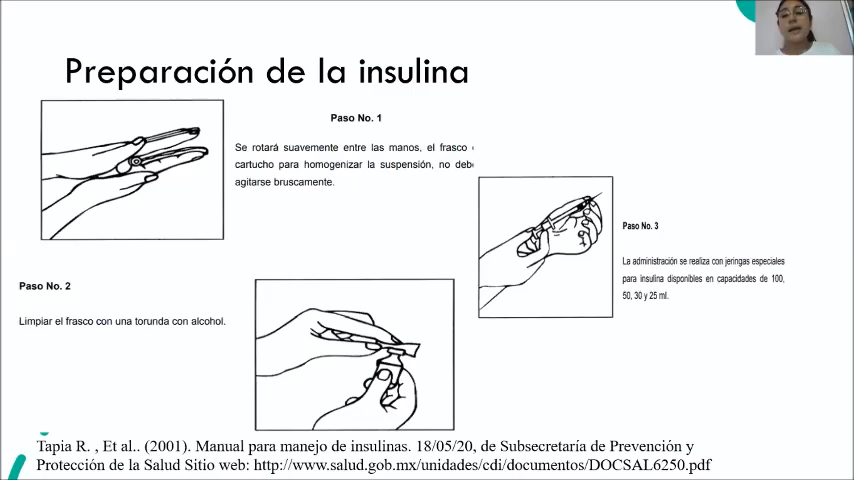 Preparación de la insulina
Paso No. 1
Se rotará suavemente entre las manos, el frasco
cartucho para homogenizar la suspensión, no debe
agitarse bruscamente.
Paso No. 3
La administración se realiza con jeringas especiales
para insulina disponibles en capacidades de 100,
50, 30 y 25 ml.
Paso No. 2
Limpiar el frasco con una torunda con alcohol.
Tapia R. , Et al.. (2001). Manual para manejo de insulinas. 18/05/20, de Subsecretaría de Prevención y
Protección de la Salud Sitio web: http://www.salud.gob.mx/unidades/cdi/documentos/DOCSAL6250.pdf